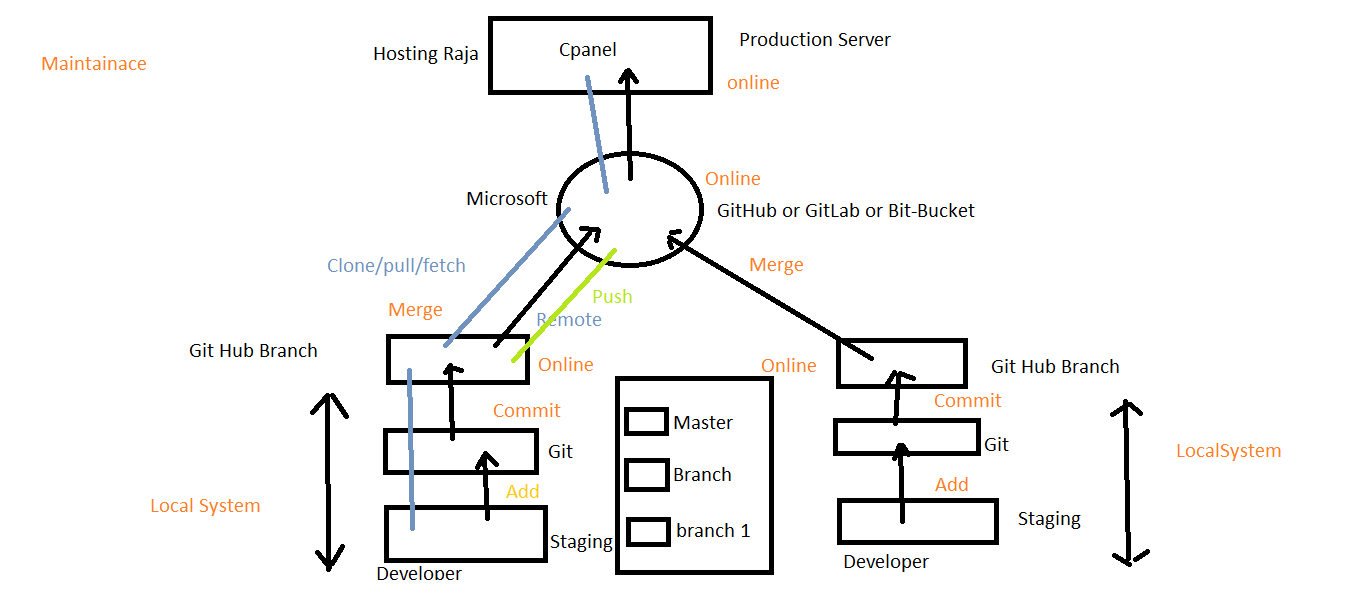 Hosting Raja
Cpanel
Production Server
Maintainace
online
Online
Microsoft
GitHub or GitLab or Bit-Bucket
Clone/pull/fetch
Merge
Push
Merge
Remote
Git Hub Branch
Online
Online
Git Hub Branch
Commit
Commit
Master
Git
Git
LocalSystem
Branch
Add
Add
Local System
Staging
branch 1
Staging
Developer
Developer